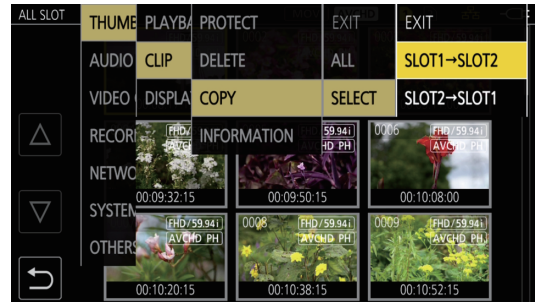 ALL SLOT
THUMB
PLAYBA
PROTECT
EXIT
EXIT
AUDIO
CLIP
DELETE
ALL
SLOT1→SLOT2
VIDEO
DISPLA
COPY
SELECT
SLOT2→SLOT1
RECOR
INFORMATION
NETWO
SYSTEM
OTHERS
FHD/59.94i
AVCHD PH
00:09:32:15
59.94i
HD PH
00:09:50:15
0006
FHD/59.94i
AVCHD PH
00:10:08:00
FHD/59.94i
AVCHD PH
00:10:20:15
0008
FHD/59.94i
AVCHD PH
00:10:38:15
0009
FHD/59.94i
AVCHD PH
00:10:52:15